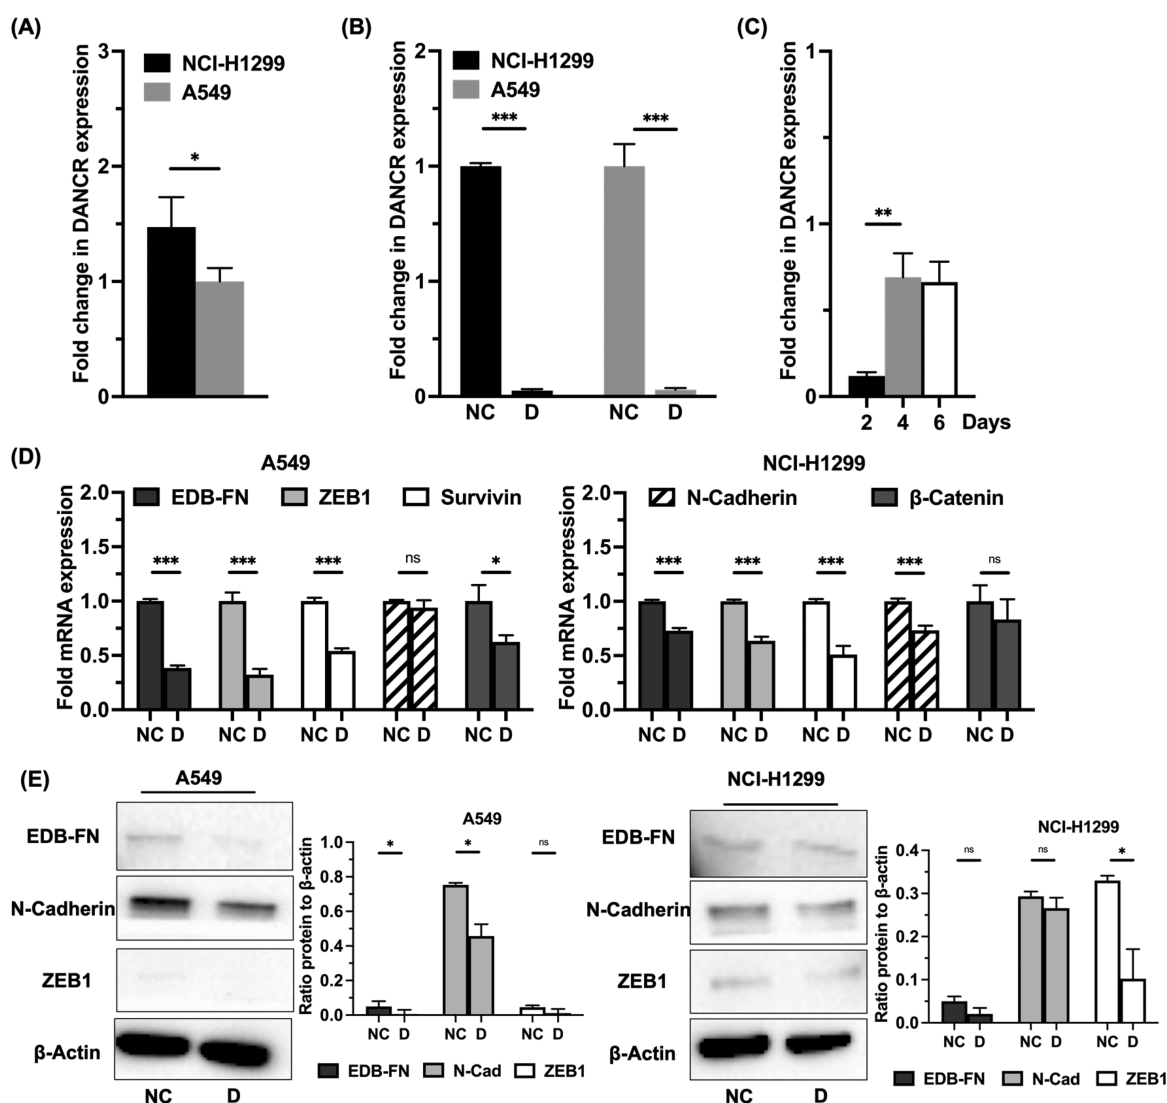 (A)
Fold change in DANCR expression
3
2
1
0
NCI-H1299
A549
*
(B)
Fold change in DANCR expression
2
1
1
0
NCI-H1299
A549
***
***
NC D NC D
(C)
Fold change in DANCR expression
1
1
0
**
2 4 6 Days
(D)
A549
Fold mRNA expression
2.0
1.5
1.0
0.5
0.0
EDB-FN ZEB1 Survivin
*** *** *** ns *
NC D NC D NC D NC D NC D
NCI-H1299
Fold mRNA expression
2.0
1.5
1.0
0.5
0.0
N-Cadherin β-Catenin
*** *** *** *** ns
NC D NC D NC D NC D NC D
(E)
A549
EDB-FN
N-Cadherin
ZEB1
β-Actin
NC D
A549
Ratio protein to β-actin
1.0
0.8
0.6
0.4
0.2
0.0
* * ns
NC D NC D NC D
EDB-FN N-Cad ZEB1
NCI-H1299
EDB-FN
N-Cadherin
ZEB1
β-Actin
NC D
NCI-H1299
Ratio protein to β-actin
0.4
0.3
0.2
0.1
0.0
ns ns *
NC D NC D NC D
EDB-FN N-Cad ZEB1